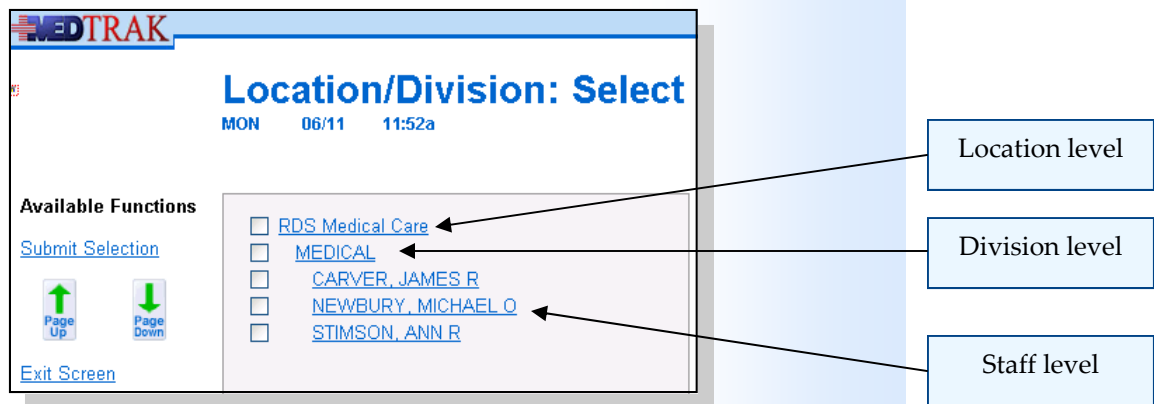 MEDTRAK
Location/Division: Select
MON 06/11 11:52a
Available Functions
Submit Selection
Page Up
Page Down
Exit Screen
RDS Medical Care
MEDICAL
CARVER, JAMES R
NEWBURY, MICHAEL O
STIMSON, ANN R
Location level
Division level
Staff level